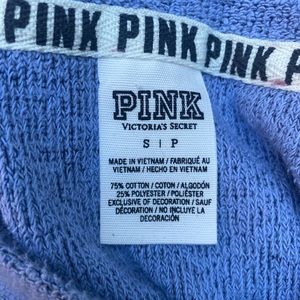 PINK PINK PINK PINK
PINK
VICTORIA'S SECRET
S | P
MADE IN VIETNAM / FABRIQUÉ AU
VIETNAM / HECHO EN VIETNAM
75% COTTON / COTON / ALGODÓN
25% POLYESTER / POLIÉSTER
EXCLUSIVE OF DECORATION / SAUF
DÉCORATION / NO INCLUYE LA
DECORACIÓN